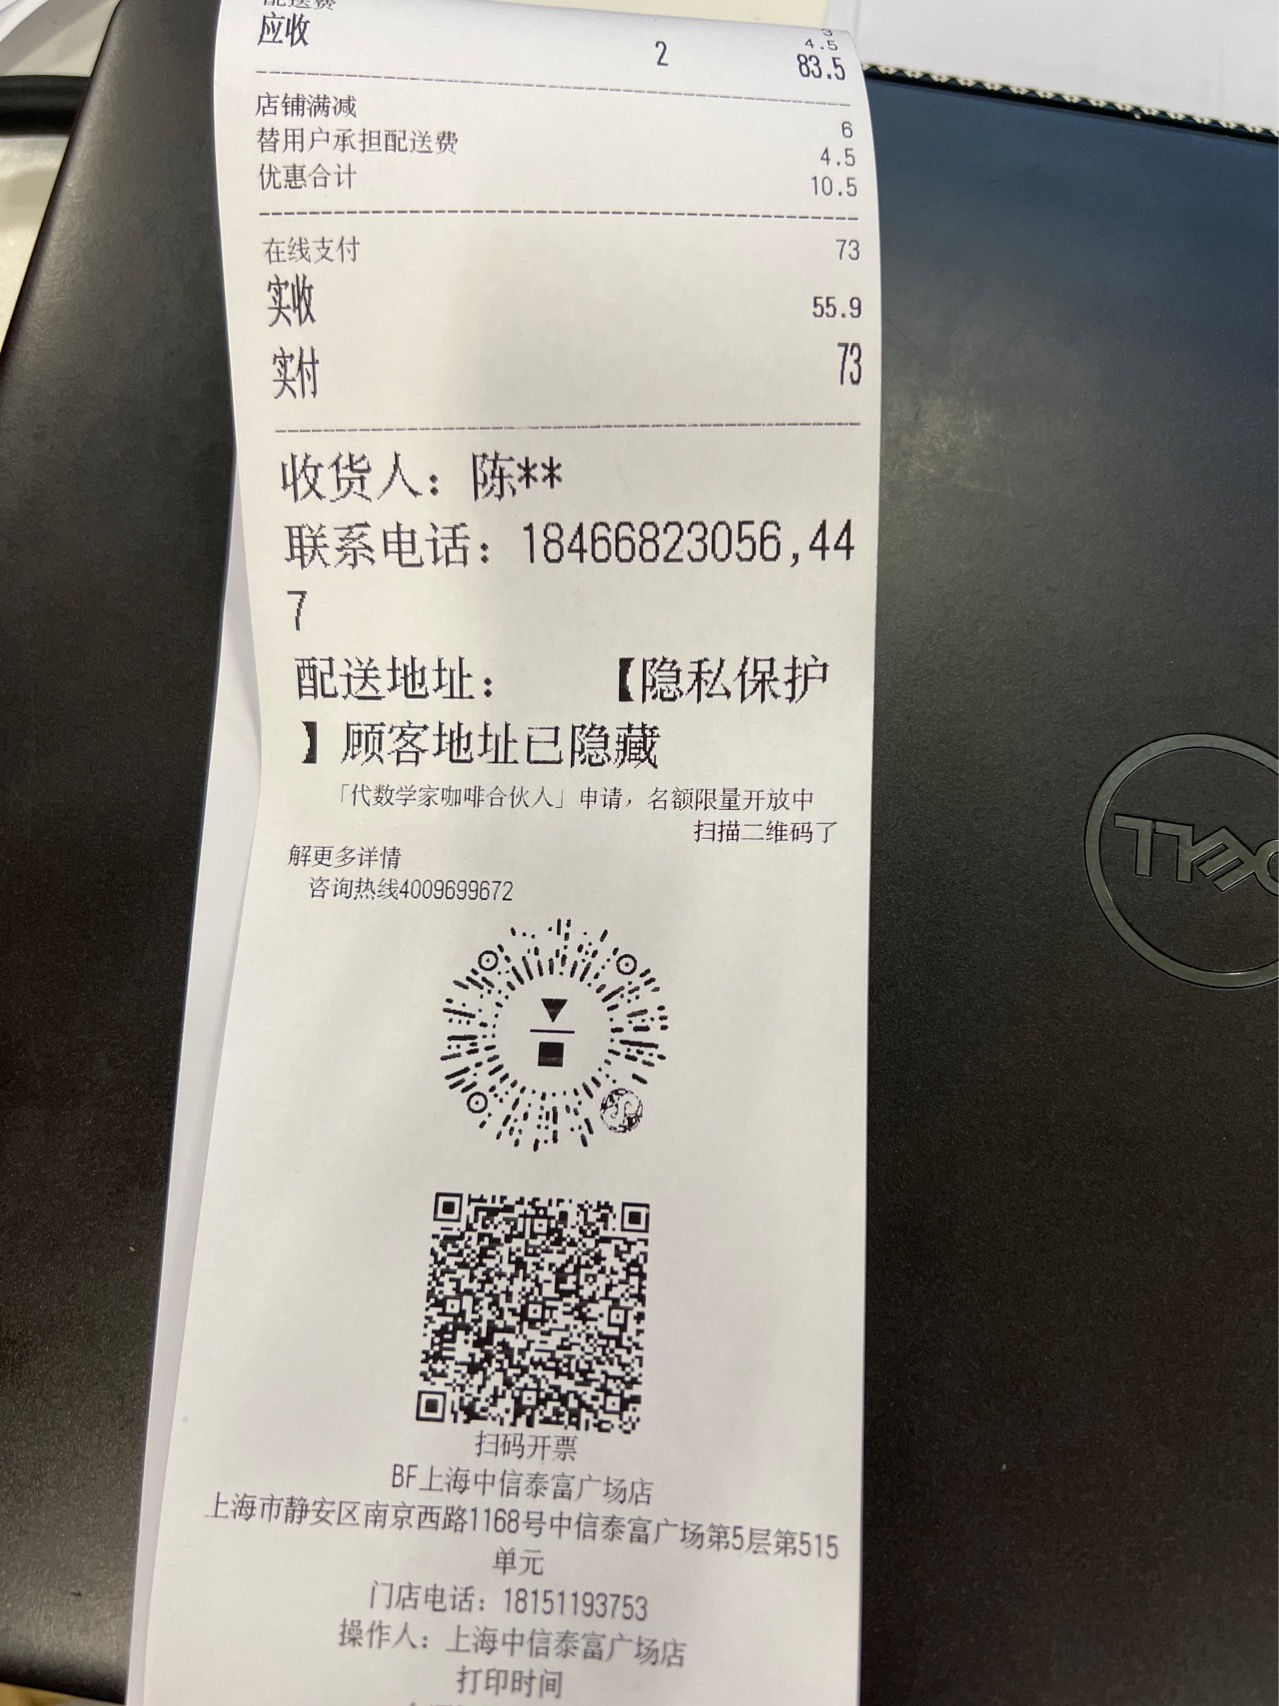 配送费 3
4.5
应收 2 83.5
店铺满减 6
替用户承担配送费 4.5
优惠合计 10.5
在线支付 73
实收 55.9
实付 73
收货人：陈**
联系电话：18466823056,44
7
配送地址： 【隐私保护
】顾客地址已隐藏
「代数学家咖啡合伙人」申请，名额限量开放中
扫描二维码了
解更多详情
咨询热线4009699672
扫码开票
BF上海中信泰富广场店
上海市静安区南京西路1168号中信泰富广场第5层第515
单元
门店电话：18151193753
操作人：上海中信泰富广场店
打印时间
DELL